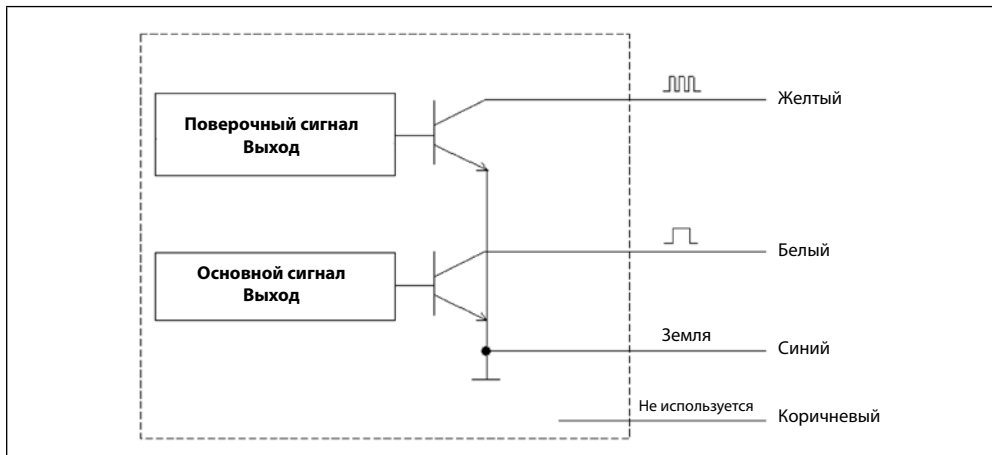 Поверочный сигнал
Выход
Желтый
Основной сигнал
Выход
Белый
Земля
Синий
Не используется
Коричневый